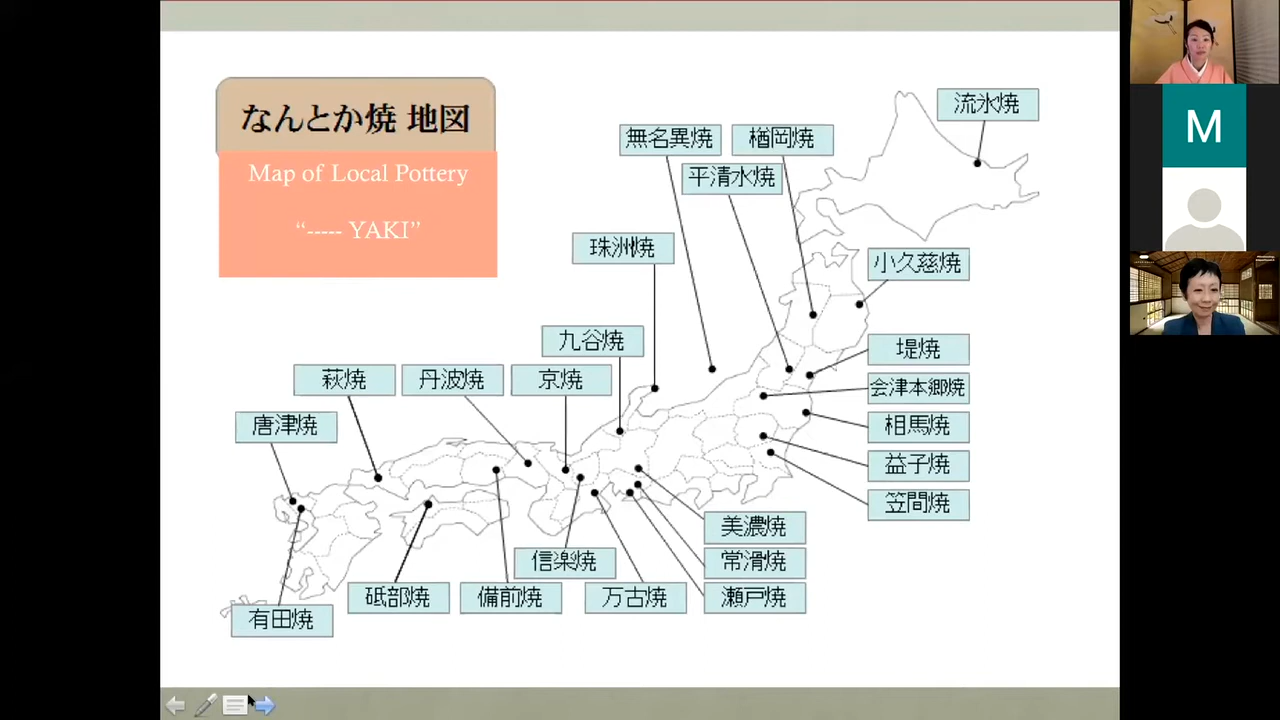 なんとか焼 地図
Map of Local Pottery
“----- YAKI”
流氷焼
無名異焼
楢岡焼
平清水焼
珠洲焼
小久慈焼
九谷焼
堤焼
萩焼
丹波焼
京焼
会津本郷焼
唐津焼
相馬焼
益子焼
笠間焼
美濃焼
信楽焼
常滑焼
砥部焼
備前焼
万古焼
瀬戸焼
有田焼
M